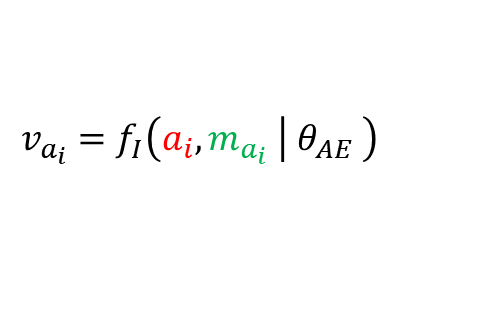 v_{a_i} = f_I(a_i, m_{a_i} | θ_{AE})